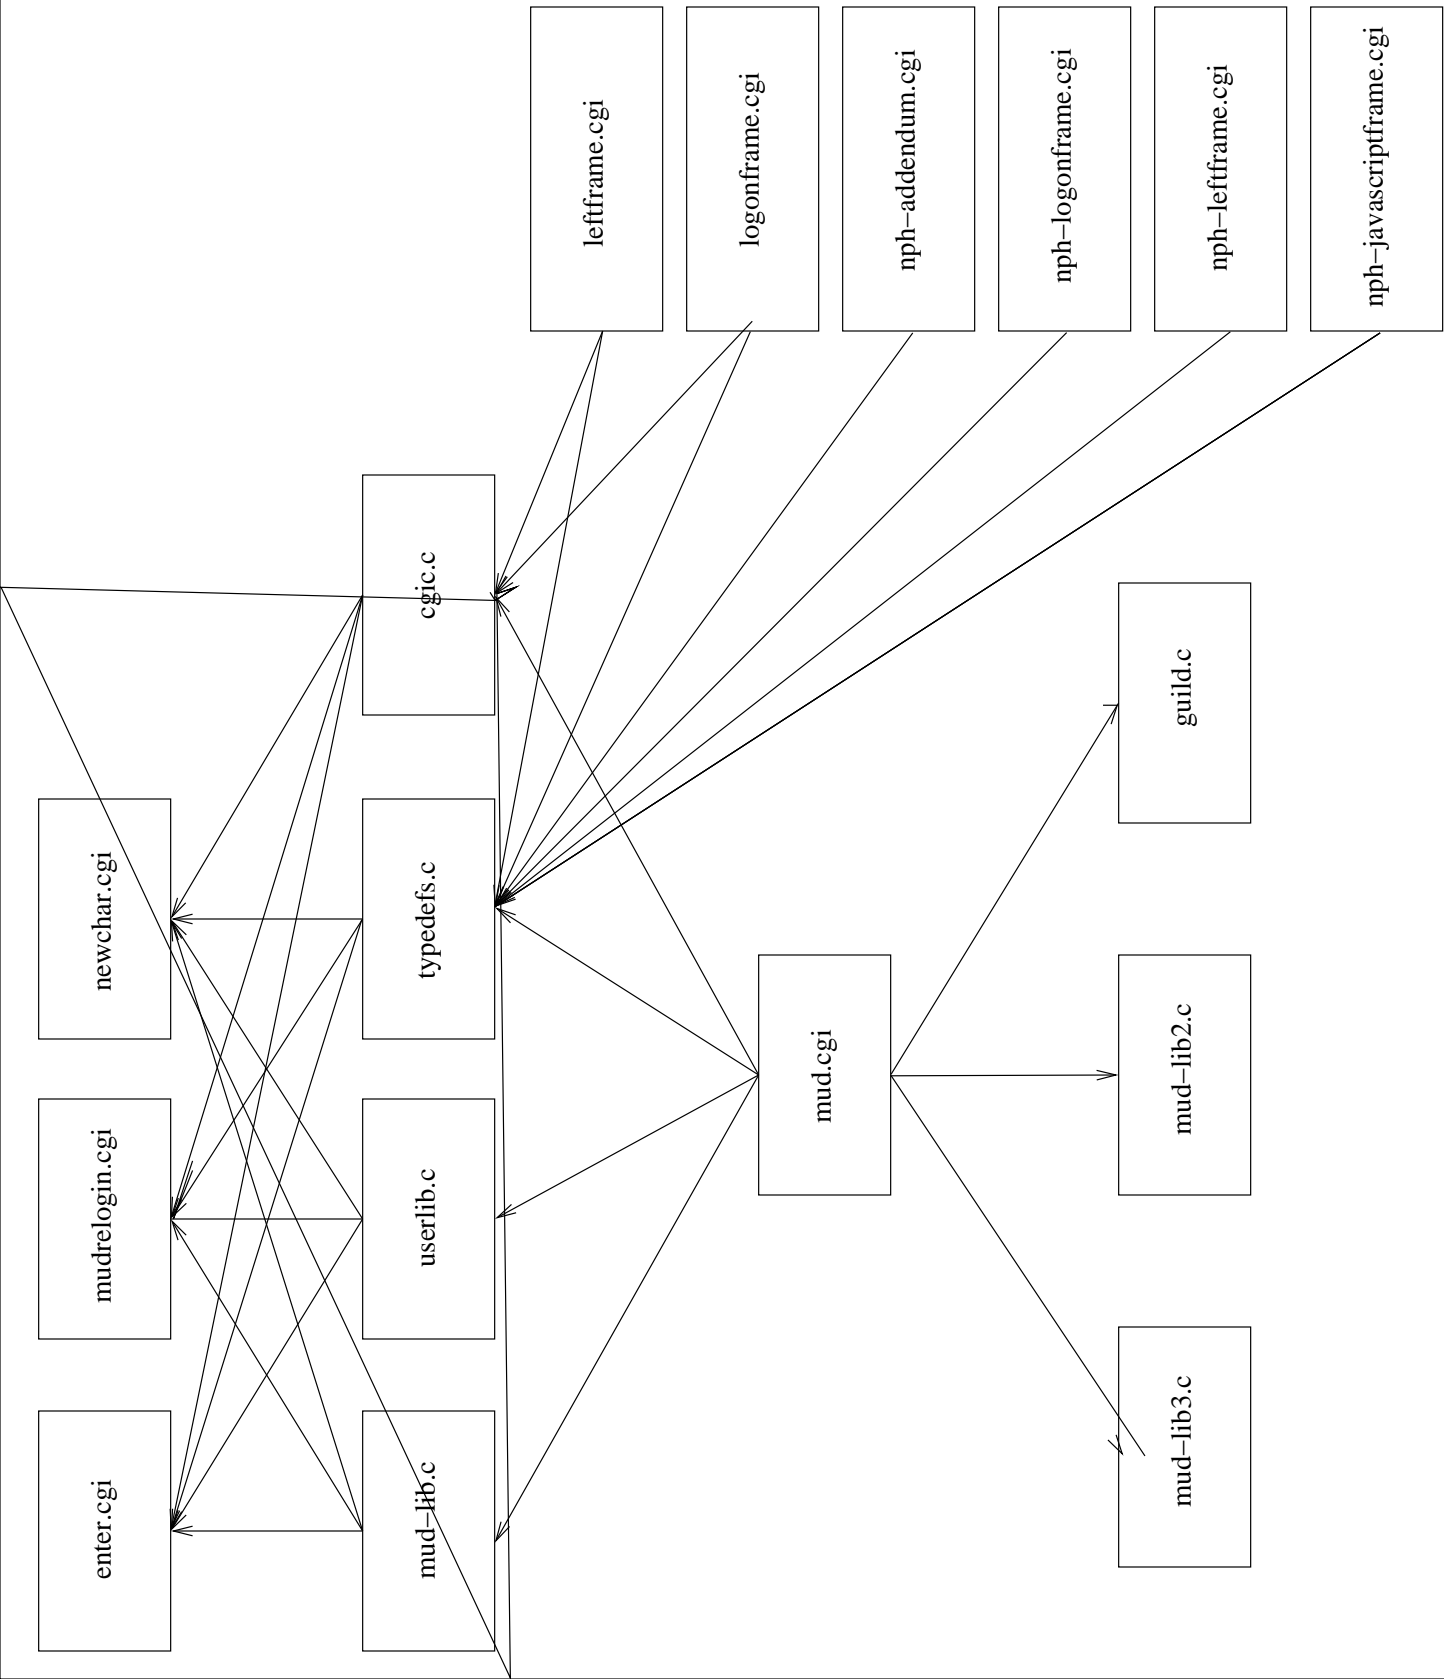 enter.cgi
mudrelogin.cgi
newchar.cgi
mud−lib.c
userlib.c
typedefs.c
cgic.c
leftframe.cgi
logonframe.cgi
mud.cgi
nph−addendum.cgi
nph−logonframe.cgi
mud−lib3.c
mud−lib2.c
guild.c
nph−leftframe.cgi
nph−javascriptframe.cgi